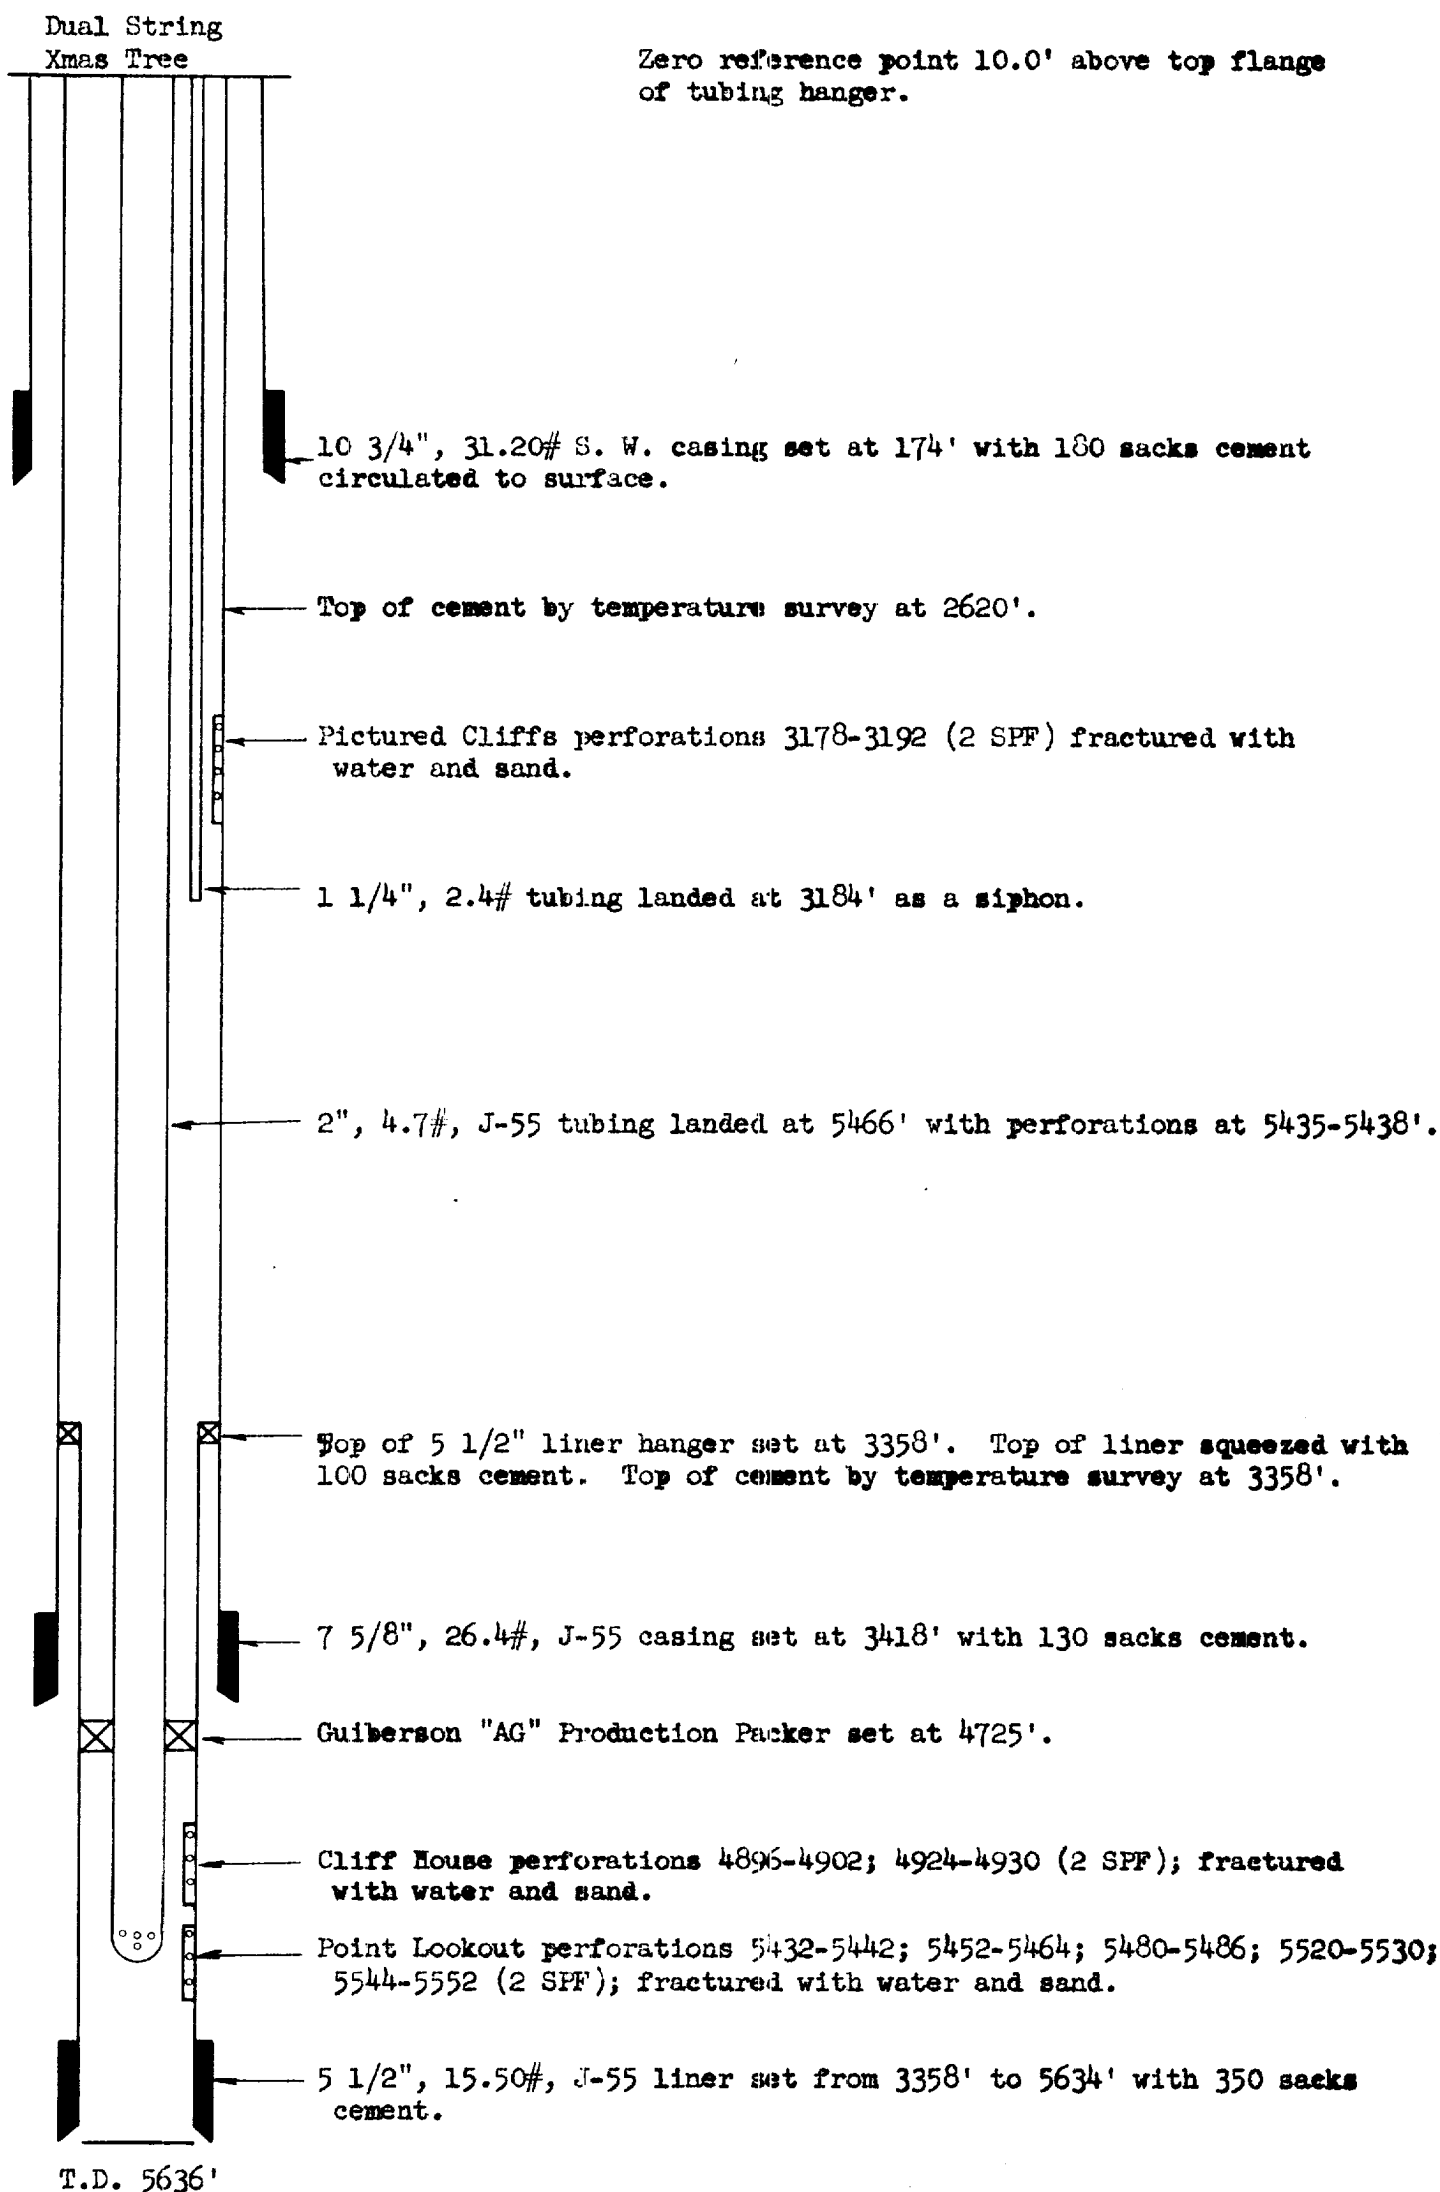 Dual String
Xmas Tree
Zero reference point 10.0' above top flange
of tubing hanger.
10 3/4", 31.20# S. W. casing set at 174' with 180 sacks cement
circulated to surface.
Top of cement by temperature survey at 2620'.
Pictured Cliffs perforations 3178-3192 (2 SPF) fractured with
water and sand.
1 1/4", 2.4# tubing landed at 3184' as a siphon.
2", 4.7#, J-55 tubing landed at 5466' with perforations at 5435-5438'.
Top of 5 1/2" liner hanger set at 3358'. Top of liner squeezed with
100 sacks cement. Top of cement by temperature survey at 3358'.
7 5/8", 26.4#, J-55 casing set at 3418' with 130 sacks cement.
Guiberson "AG" Production Packer set at 4725'.
Cliff House perforations 4896-4902; 4924-4930 (2 SPF); fractured
with water and sand.
Point Lookout perforations 5432-5442; 5452-5464; 5480-5486; 5520-5530;
5544-5552 (2 SPF); fractured with water and sand.
5 1/2", 15.50#, J-55 liner set from 3358' to 5634' with 350 sacks
cement.
T.D. 5636'